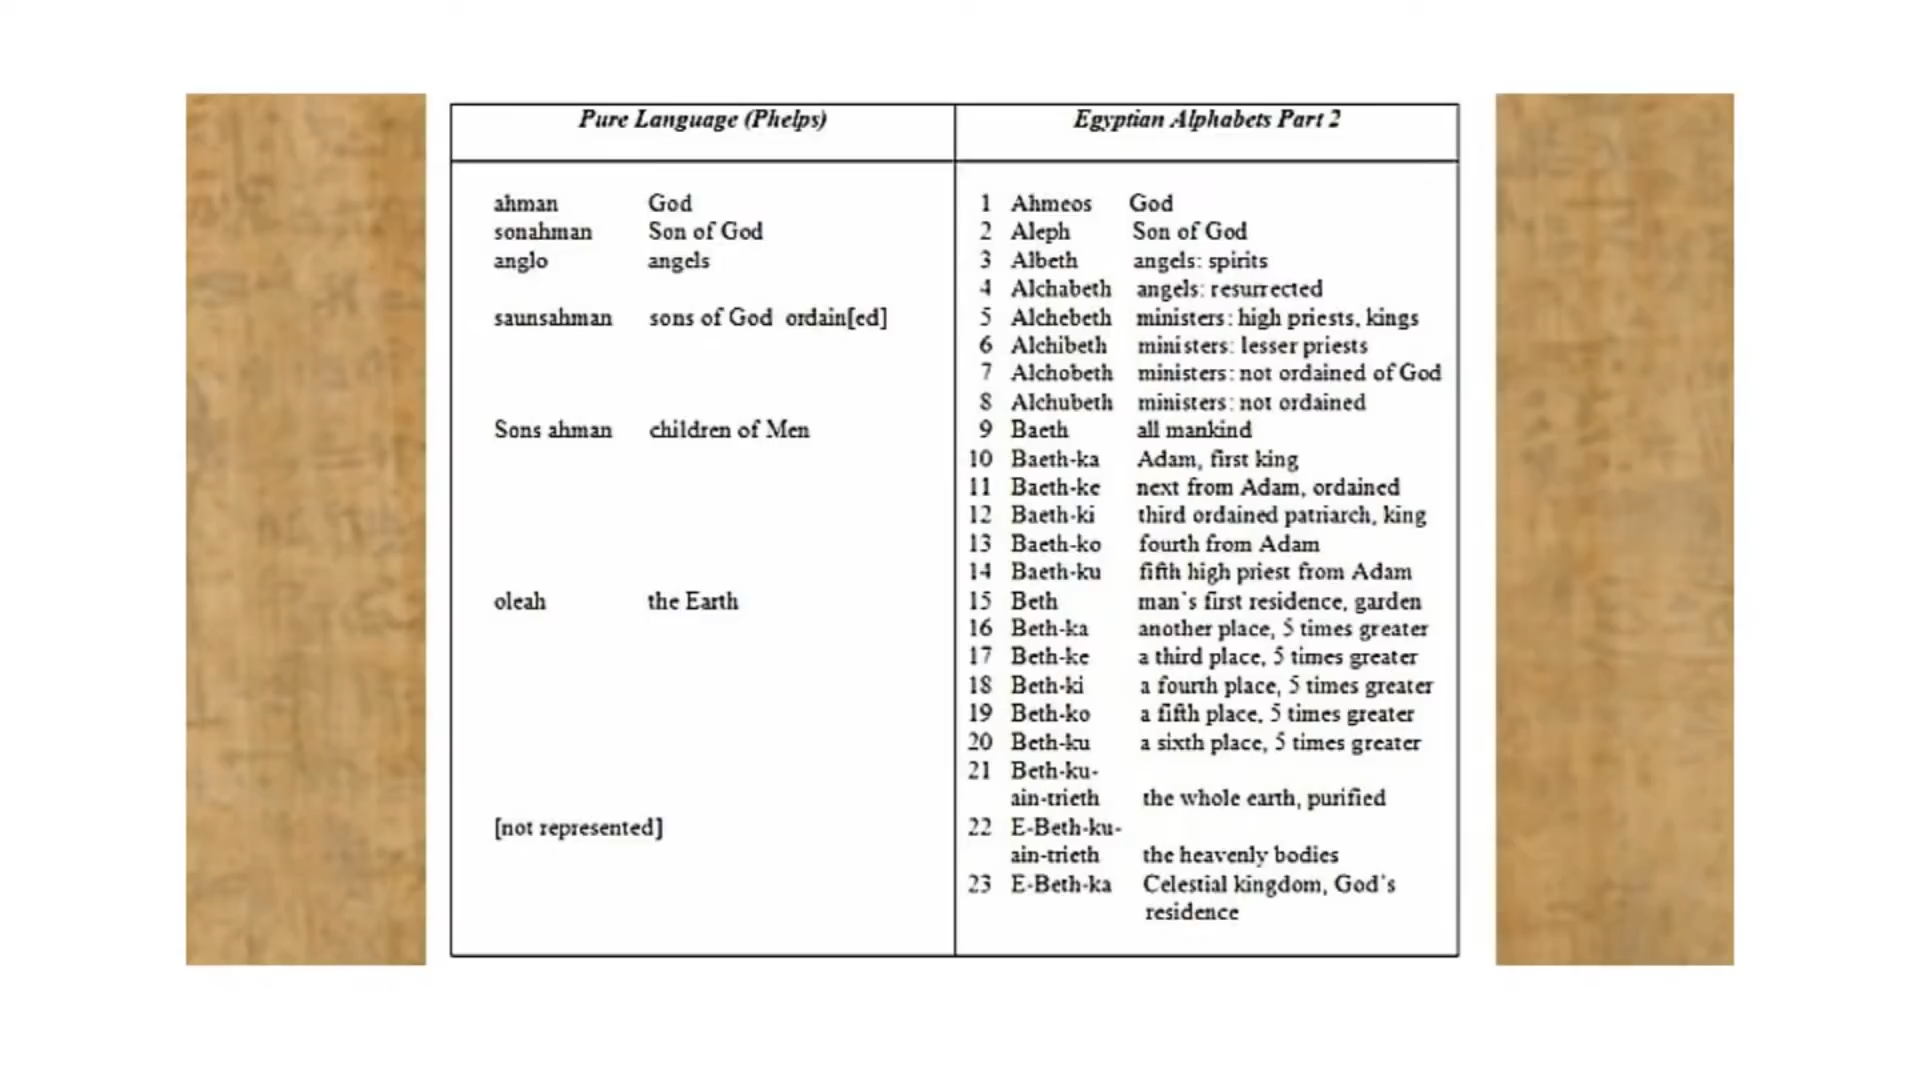 Pure Language (Phelps) Egyptian Alphabets Part 2
ahman God 1 Ahmeos God
sonahman Son of God 2 Aleph Son of God
anglo angels 3 Albeth angels: spirits
4 Alchabeth angels: resurrected
saunsahman sons of God ordain[ed] 5 Alchebeth ministers: high priests, kings
6 Alchibeth ministers: lesser priests
7 Alchobeth ministers: not ordained of God
8 Alchubeth ministers: not ordained
Sons ahman children of Men 9 Baeth all mankind
10 Baeth-ka Adam, first king
11 Baeth-ke next from Adam, ordained
12 Baeth-ki third ordained patriarch, king
13 Baeth-ko fourth from Adam
14 Baeth-ku fifth high priest from Adam
oleah the Earth 15 Beth man's first residence, garden
16 Beth-ka another place, 5 times greater
17 Beth-ke a third place, 5 times greater
18 Beth-ki a fourth place, 5 times greater
19 Beth-ko a fifth place, 5 times greater
20 Beth-ku a sixth place, 5 times greater
21 Beth-ku-
ain-trieth the whole earth, purified
[not represented] 22 E-Beth-ku-
ain-trieth the heavenly bodies
23 E-Beth-ka Celestial kingdom, God's
residence